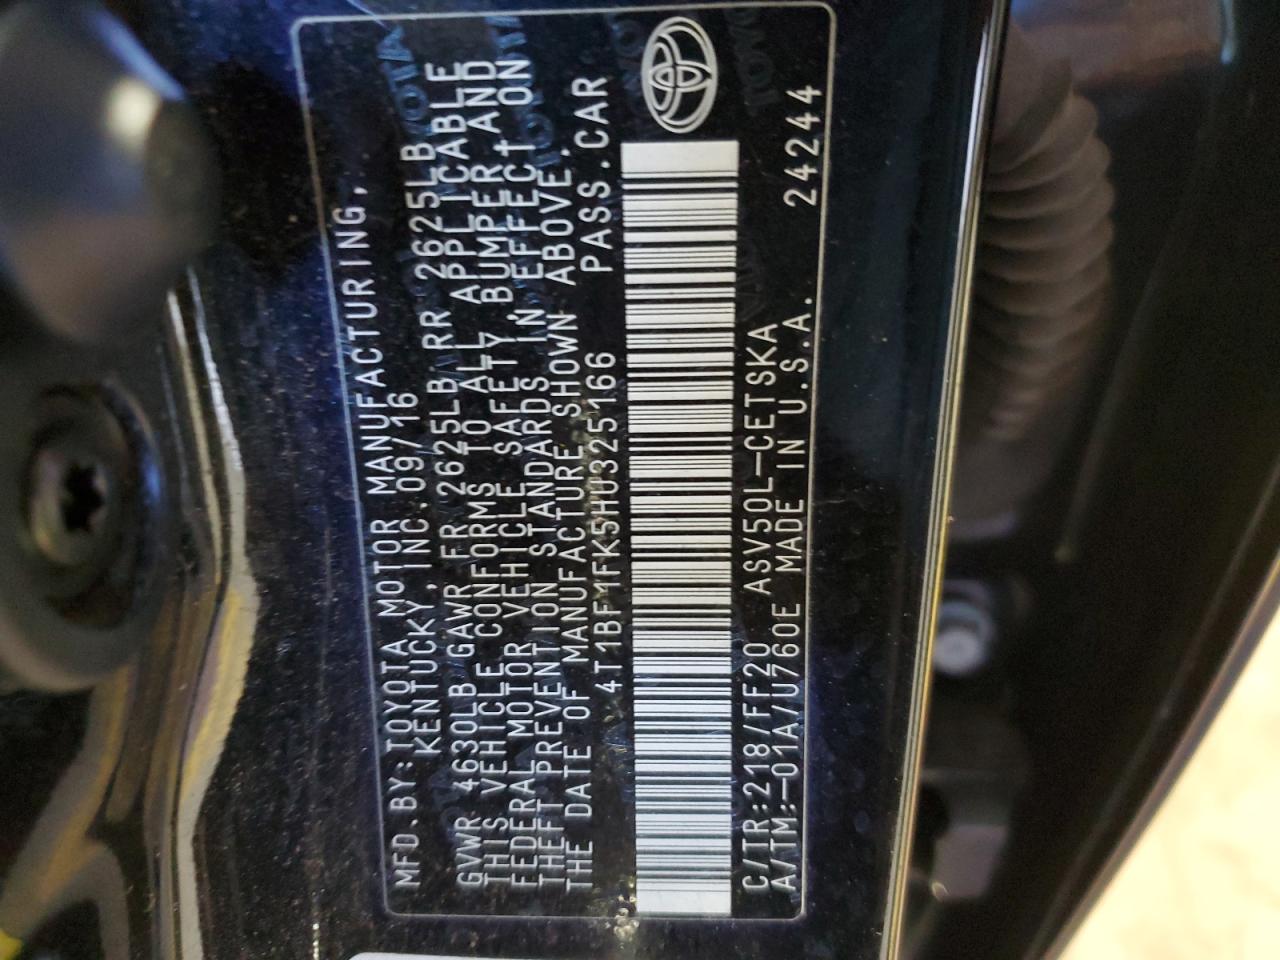 MFD.BY:TOYOTA MOTOR MANUFACTURING,
KENTUCKY,INC.09/16
GVWR 4630LB GAWR FR 2625LB RR 2625LB
THIS VEHICLE CONFORMS TO ALL APPLICABLE
FEDERAL MOTOR VEHICLE SAFETY,BUMPER,AND
THEFT PREVENTION STANDARDS IN EFFECT ON
THE DATE OF MANUFACTURE SHOWN ABOVE.
4T1BF1FK5HU325166 PASS.CAR
C/TR:218/FF20 ASV50L-CETSKA
A/TM:-01A/U760E MADE IN U.S.A. 24244